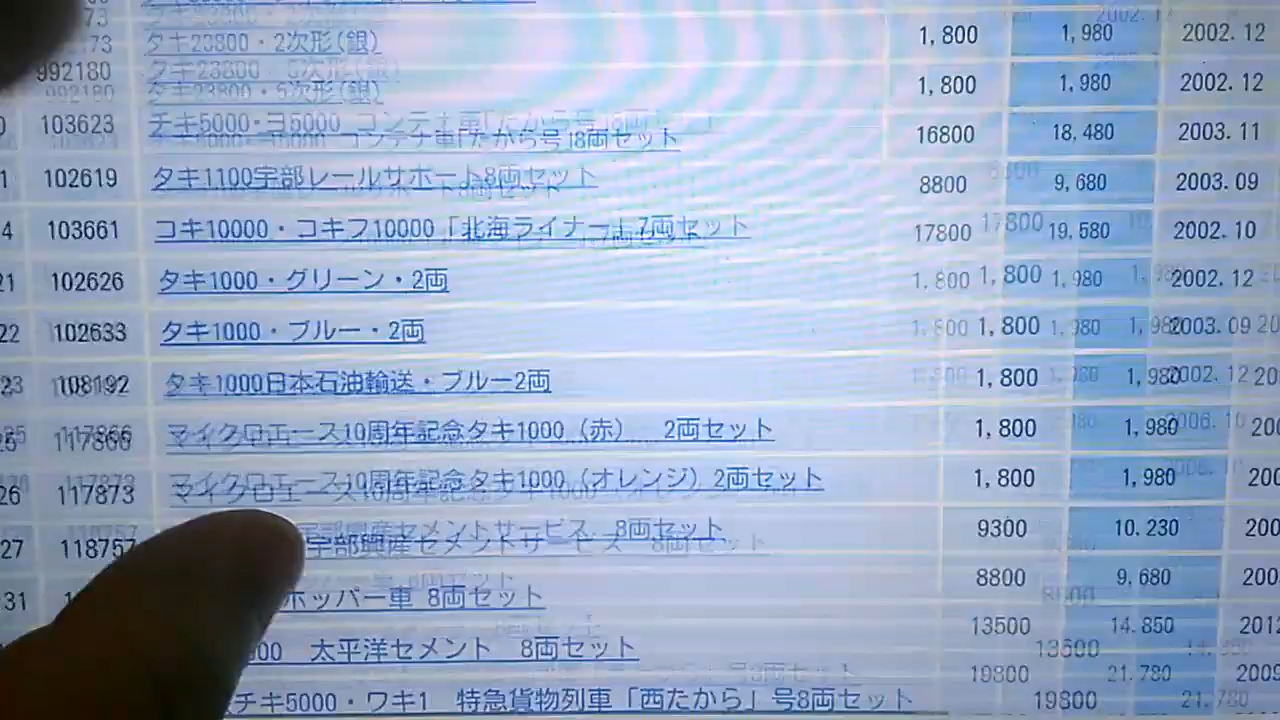 タキ23800・2次形(銀) 1,800 1,980 2002.12
992180 タキ23800・5次形(銀) 1,800 1,980 2002.12
103623 チキ5000・ヨ5000 コンテナ車「たから号」8両セット 16800 18,480 2003.11
102619 タキ1100宇部レールサポート8両セット 8800 9,680 2003.09
4 103661 コキ10000・コキフ10000「北海ライナー」7両セット 17800 19,580 2002.10
21 102626 タキ1000・グリーン・2両 1,800 1,980 2002.12
22 102633 タキ1000・ブルー・2両 1,800 1,980 2003.09
23 108192 タキ1000日本石油輸送・ブルー2両 1,800 1,980 2002.12
117866 マイクロエース10周年記念タキ1000（赤） 2両セット 1,800 1,980
26 117873 マイクロエース10周年記念タキ1000（オレンジ）2両セット 1,800 1,980
27 118757 宇部興産セメントサービス 8両セット 9300 10,230
31 ホッパー車 8両セット 8800 9,680
太平洋セメント 8両セット 13500 14,850 2012
チキ5000・ワキ1 特急貨物列車「西たから」号8両セット 19800 21,780 2009